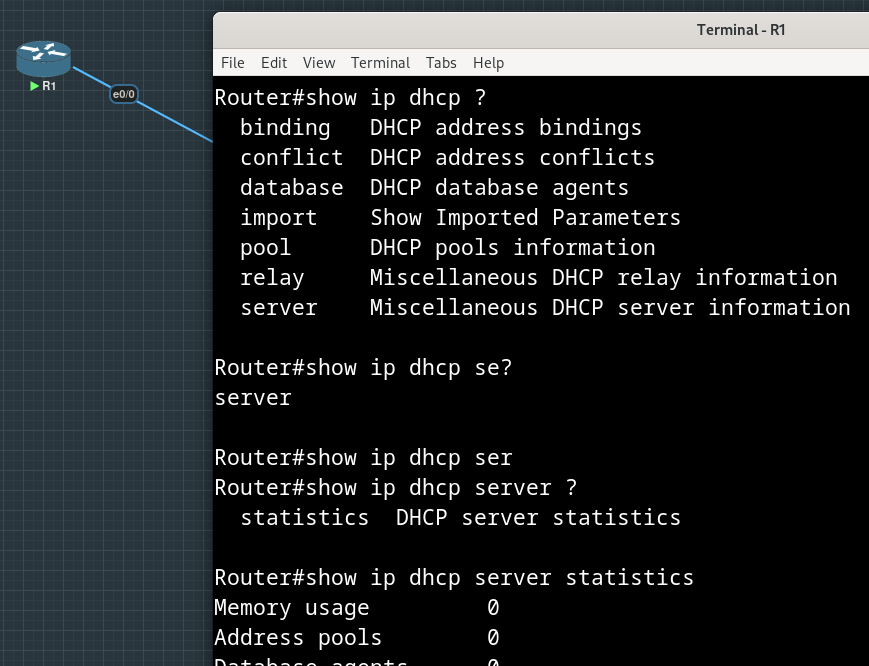 Terminal - R1
File Edit View Terminal Tabs Help
R1
e0/0
Router#show ip dhcp ?
  binding   DHCP address bindings
  conflict  DHCP address conflicts
  database  DHCP database agents
  import    Show Imported Parameters
  pool      DHCP pools information
  relay     Miscellaneous DHCP relay information
  server    Miscellaneous DHCP server information
Router#show ip dhcp se?
server
Router#show ip dhcp ser
Router#show ip dhcp server ?
  statistics  DHCP server statistics
Router#show ip dhcp server statistics
Memory usage         0
Address pools        0
Database agents      0